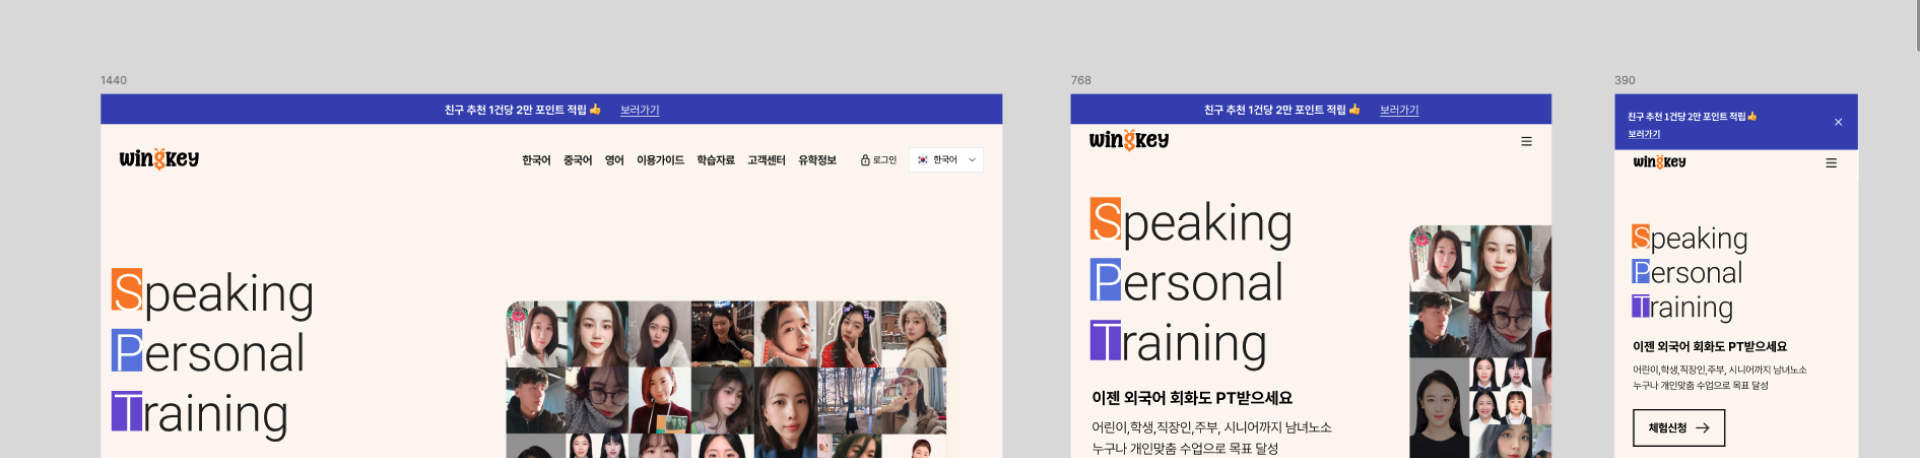 1440
친구 추천 1건당 2만 포인트 적립👍 보러가기
wingkey
한국어 중국어 영어 이용가이드 학습자료 고객센터 유학정보 로그인 한국어
Speaking
Personal
Training
768
친구 추천 1건당 2만 포인트 적립👍 보러가기
wingkey
Speaking
Personal
Training
이젠 외국어 회화도 PT받으세요
어린이,학생,직장인,주부, 시니어까지 남녀노소
누구나 개인맞춤 수업으로 목표 달성
390
친구 추천 1건당 2만 포인트 적립👍
보러가기
wingkey
Speaking
Personal
Training
이젠 외국어 회화도 PT받으세요
어린이,학생,직장인,주부, 시니어까지 남녀노소
누구나 개인맞춤 수업으로 목표 달성
체험신청 →